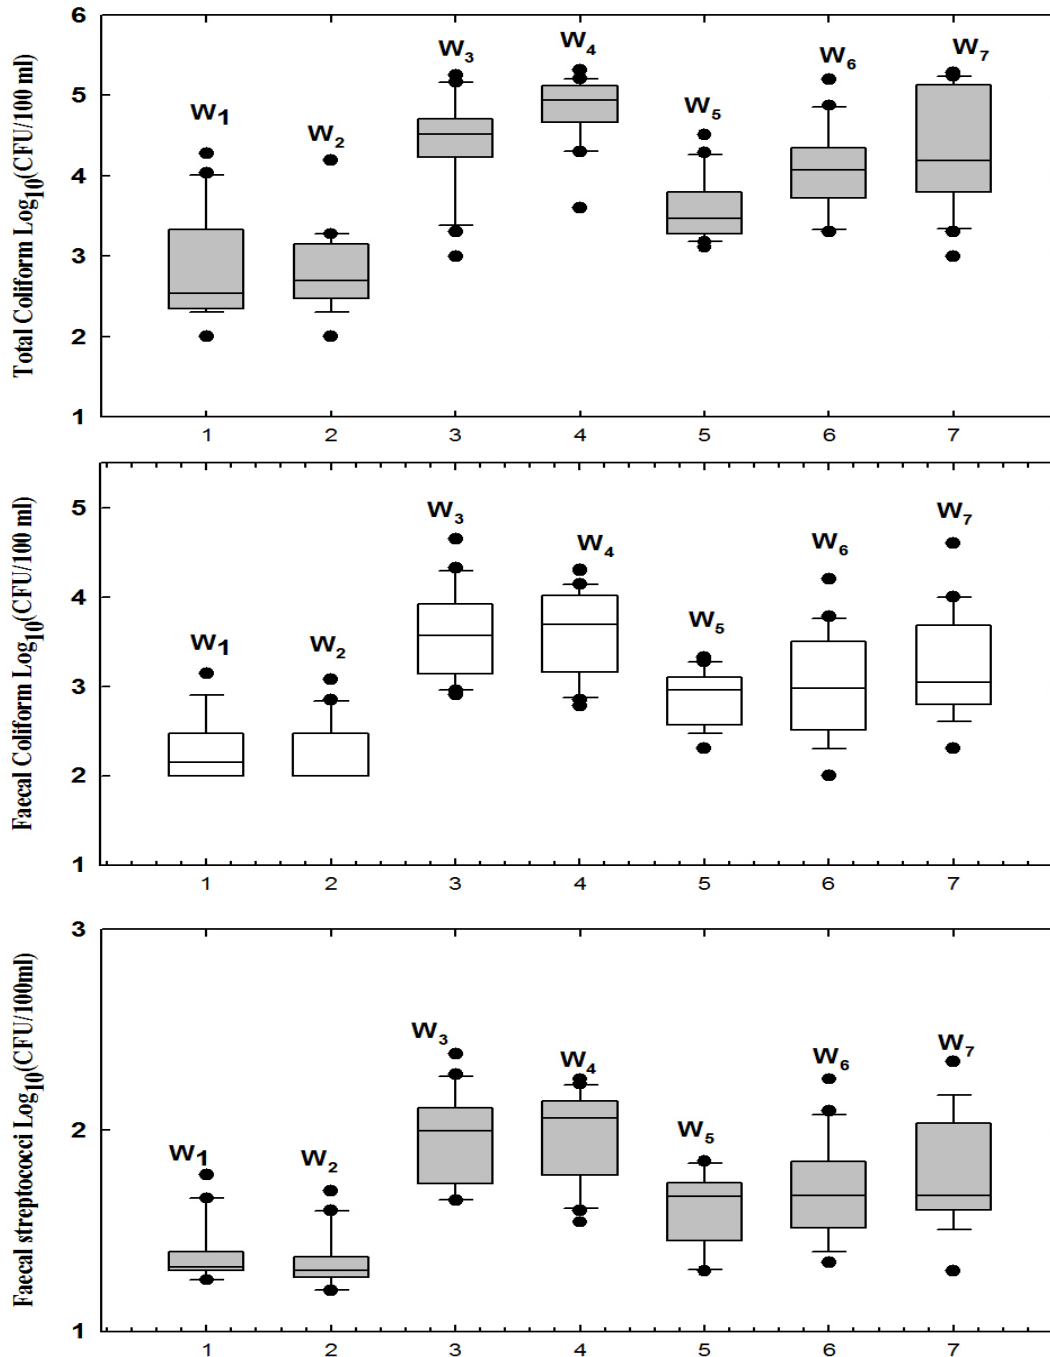 Total Coliform Log10(CFU/100 ml)
6
5
4
3
2
1
W1
W2
W3
W4
W5
W6
W7
1 2 3 4 5 6 7
Faecal Coliform Log10(CFU/100 ml)
5
4
3
2
1
W1
W2
W3
W4
W5
W6
W7
1 2 3 4 5 6 7
Faecal streptococci Log10(CFU/100ml)
3
2
1
W1
W2
W3
W4
W5
W6
W7
1 2 3 4 5 6 7